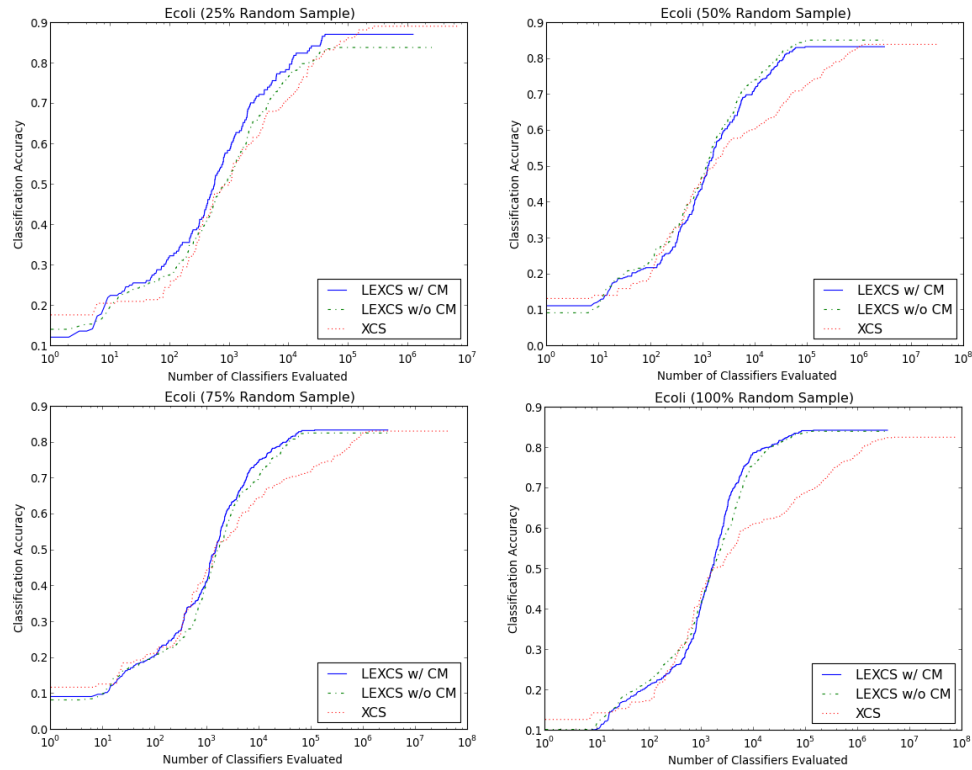 Ecoli (25% Random Sample)
0.9
0.8
0.7
0.6
0.5
0.4
0.3
0.2
0.1
Classification Accuracy
LEXCS w/ CM
LEXCS w/o CM
XCS
10^0 10^1 10^2 10^3 10^4 10^5 10^6 10^7
Number of Classifiers Evaluated
Ecoli (50% Random Sample)
0.9
0.8
0.7
0.6
0.5
0.4
0.3
0.2
0.1
0.0
Classification Accuracy
LEXCS w/ CM
LEXCS w/o CM
XCS
10^0 10^1 10^2 10^3 10^4 10^5 10^6 10^7 10^8
Number of Classifiers Evaluated
Ecoli (75% Random Sample)
0.9
0.8
0.7
0.6
0.5
0.4
0.3
0.2
0.1
0.0
Classification Accuracy
LEXCS w/ CM
LEXCS w/o CM
XCS
10^0 10^1 10^2 10^3 10^4 10^5 10^6 10^7 10^8
Number of Classifiers Evaluated
Ecoli (100% Random Sample)
0.9
0.8
0.7
0.6
0.5
0.4
0.3
0.2
0.1
Classification Accuracy
LEXCS w/ CM
LEXCS w/o CM
XCS
10^0 10^1 10^2 10^3 10^4 10^5 10^6 10^7 10^8
Number of Classifiers Evaluated